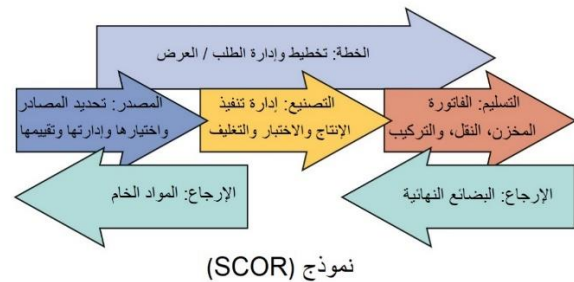 الخطة: تخطيط وإدارة الطلب / العرض
المصدر: تحديد المصادر
واختيارها وإدارتها وتقييمها
التصنيع: إدارة تنفيذ
الإنتاج والاختبار والتغليف
التسليم: الفاتورة
المخزن، النقل، والتركيب
الإرجاع: المواد الخام
الإرجاع: البضائع النهائية
نموذج (SCOR)